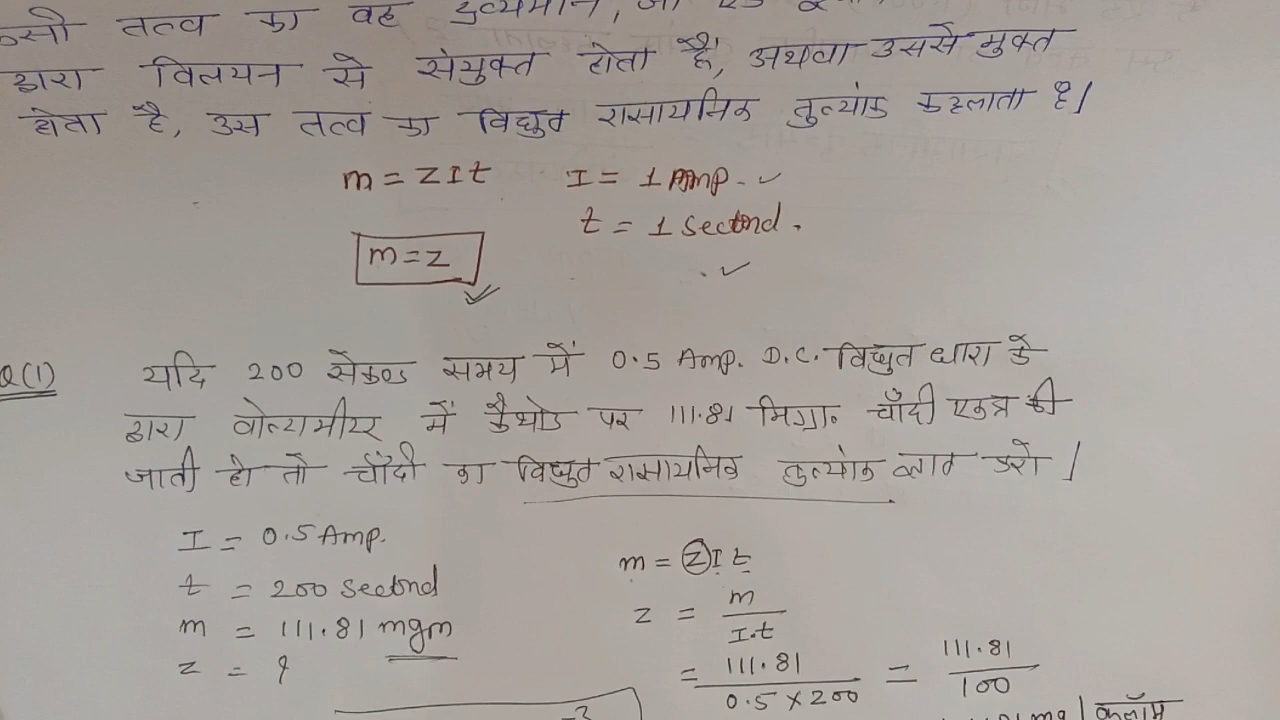 तत्व का वह
द्वारा विलयन से संयुक्त होता है, अथवा उससे मुक्त
होता है, उस तत्व का विद्युत रासायनिक तुल्यांक कहलाता है।
m = ZIt I = 1 Amp.
t = 1 Second.
m = z
Q(1) यदि 200 सेकण्ड समय में 0.5 Amp. D.C. विद्युत धारा के
द्वारा वोल्टामीटर में कैथोड पर 111.81 मिग्रा. चाँदी एकत्र की
जाती हो तो चाँदी का विद्युत रासायनिक तुल्यांक ज्ञात करो।
I = 0.5 Amp.
t = 200 Second
m = 111.81 mgm
z = ?
m = ZIt
z = m / I.t
= 111.81 / 0.5 × 200 = 111.81 / 100